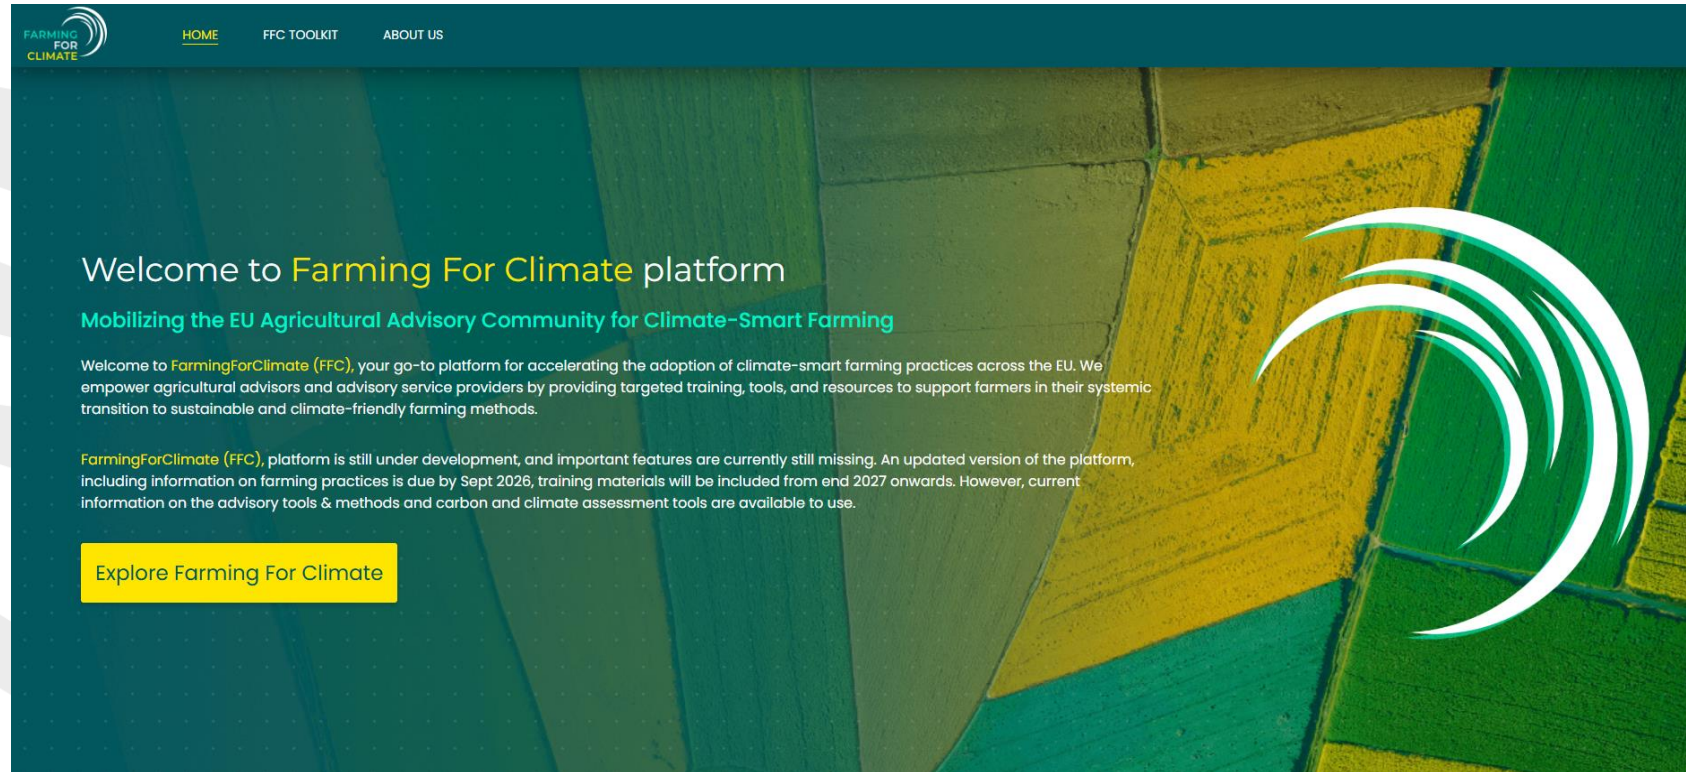 FARMING
FOR
CLIMATE
HOME
FFC TOOLKIT
ABOUT US
Welcome to Farming For Climate platform
Mobilizing the EU Agricultural Advisory Community for Climate-Smart Farming
Welcome to FarmingForClimate (FFC), your go-to platform for accelerating the adoption of climate-smart farming practices across the EU. We
empower agricultural advisors and advisory service providers by providing targeted training, tools, and resources to support farmers in their systemic
transition to sustainable and climate-friendly farming methods.
FarmingForClimate (FFC), platform is still under development, and important features are currently still missing. An updated version of the platform,
including information on farming practices is due by Sept 2026, training materials will be included from end 2027 onwards. However, current
information on the advisory tools & methods and carbon and climate assessment tools are available to use.
Explore Farming For Climate